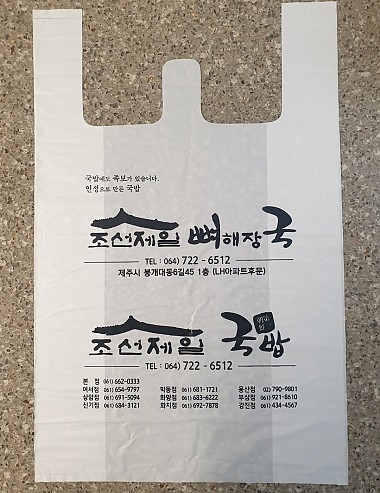 국밥에도 족보가 있습니다.
인성으로 만든 국밥
조선제일 뼈해장국
TEL : 064) 722 - 6512
제주시 봉개대동6길45 1층 (LH아파트후문)
조선제일 국밥
TEL : 064) 722 - 6512
본 점 061) 662-0333
여서점 061) 654-9797 악동점 061) 681-1721 용산점 02) 790-9801
상암점 061) 691-5094 화양점 061) 683-6222 부삼점 061) 921-8610
신기점 061) 684-3121 화치점 061) 692-7878 강진점 061) 434-4567